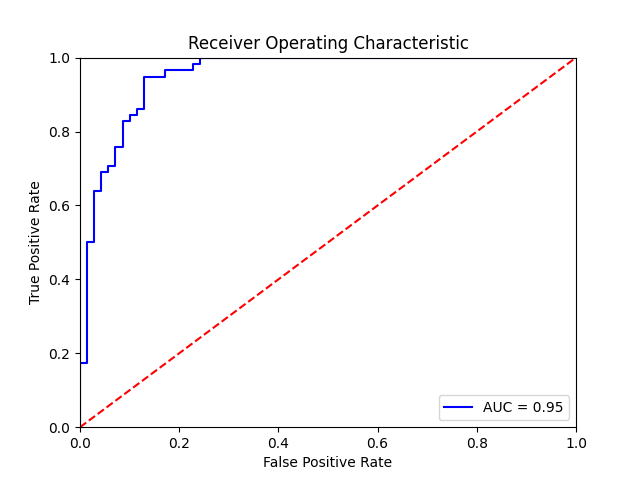 Receiver Operating Characteristic
True Positive Rate
1.0
0.8
0.6
0.4
0.2
0.0
AUC = 0.95
0.0 0.2 0.4 0.6 0.8 1.0
False Positive Rate